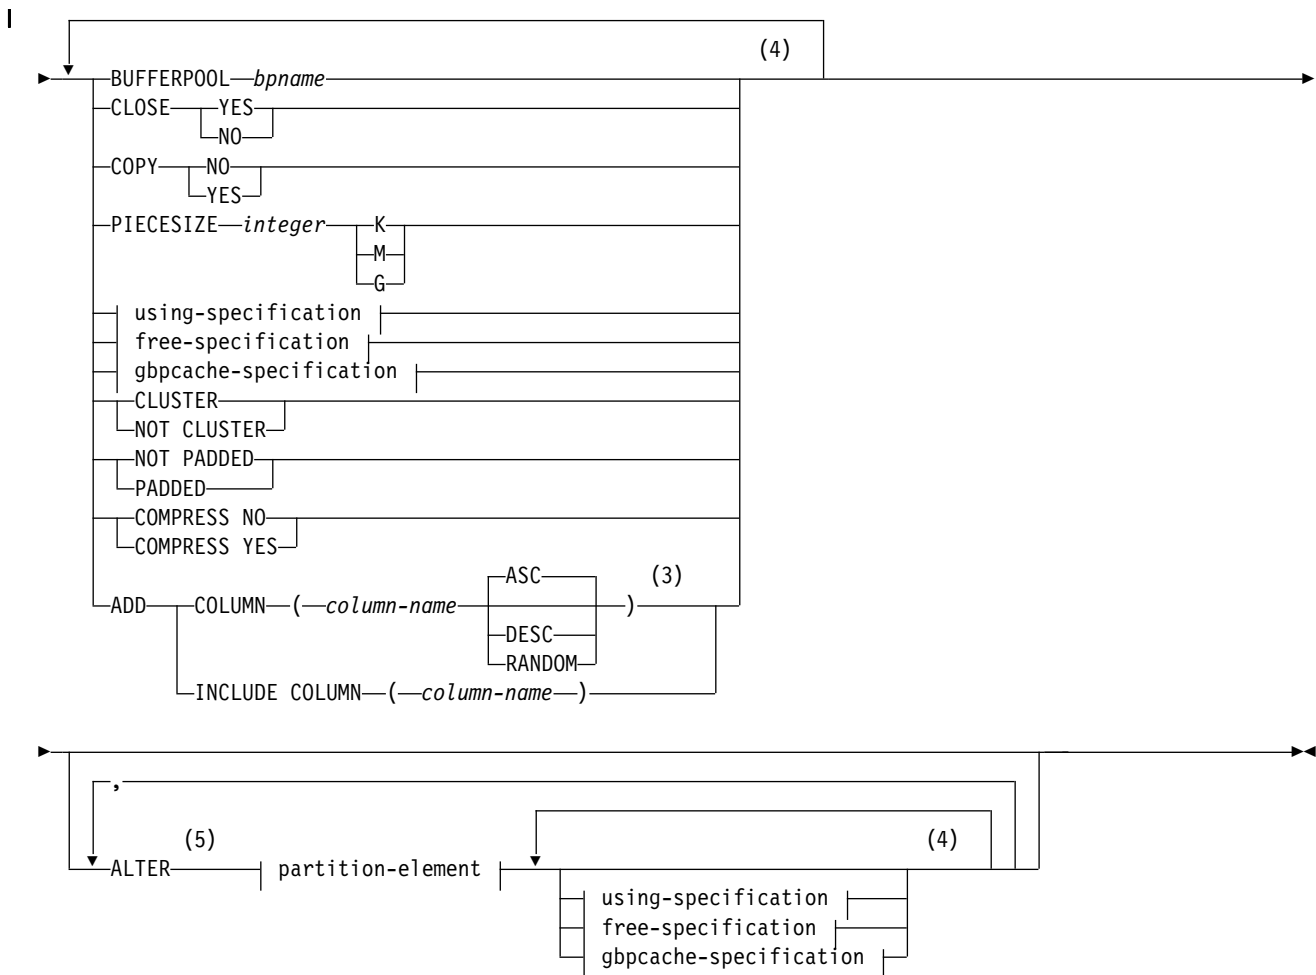 (4)
BUFFERPOOL bpname
CLOSE YES
NO
COPY NO
YES
PIECESIZE integer K
M
G
using-specification
free-specification
gbpcache-specification
CLUSTER
NOT CLUSTER
NOT PADDED
PADDED
COMPRESS NO
COMPRESS YES
ASC (3)
ADD COLUMN ( column-name )
DESC
RANDOM
INCLUDE COLUMN ( column-name )
,
(5) (4)
ALTER partition-element
using-specification
free-specification
gbpcache-specification